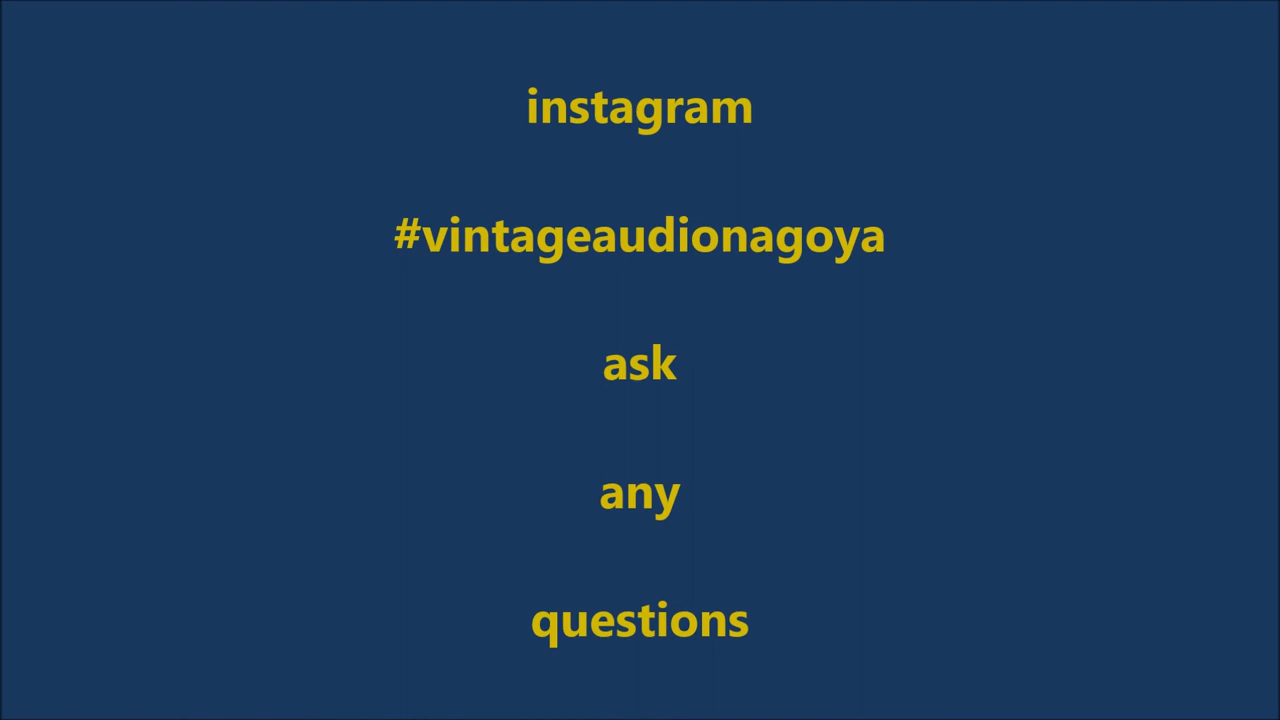 instagram
#vintageaudionagoya
ask
any
questions